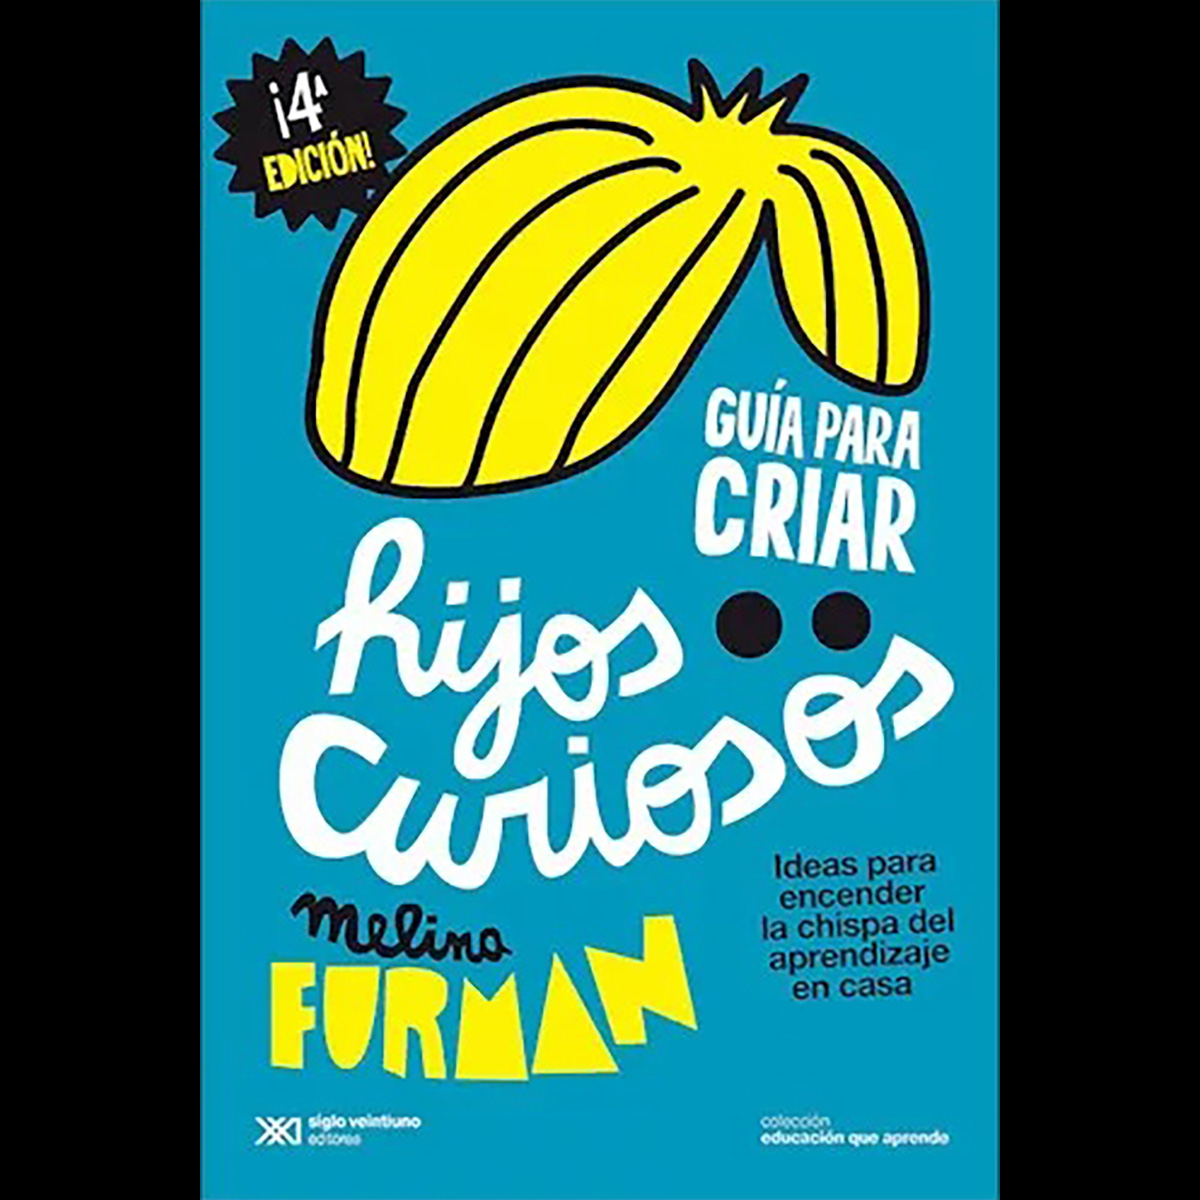 ¡4ª
EDICIÓN!
GUÍA PARA
CRIAR
hijos
curiosos
Ideas para
encender
la chispa del
aprendizaje
en casa
melina
FURMAN
siglo veintiuno
editores
colección
educación que aprende